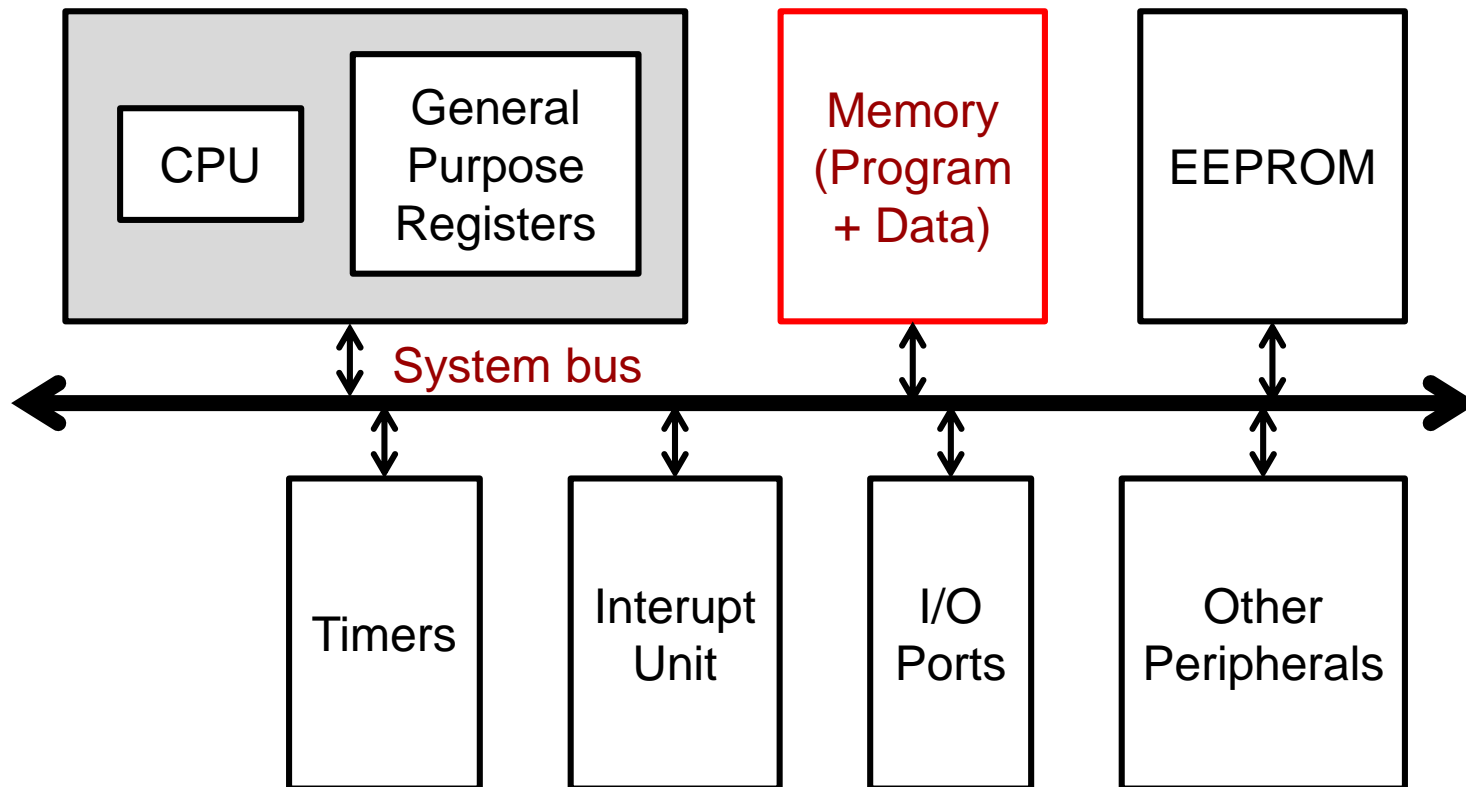 CPU
General
Purpose
Registers
Memory
(Program
+ Data)
EEPROM
System bus
Timers
Interupt
Unit
I/O
Ports
Other
Peripherals